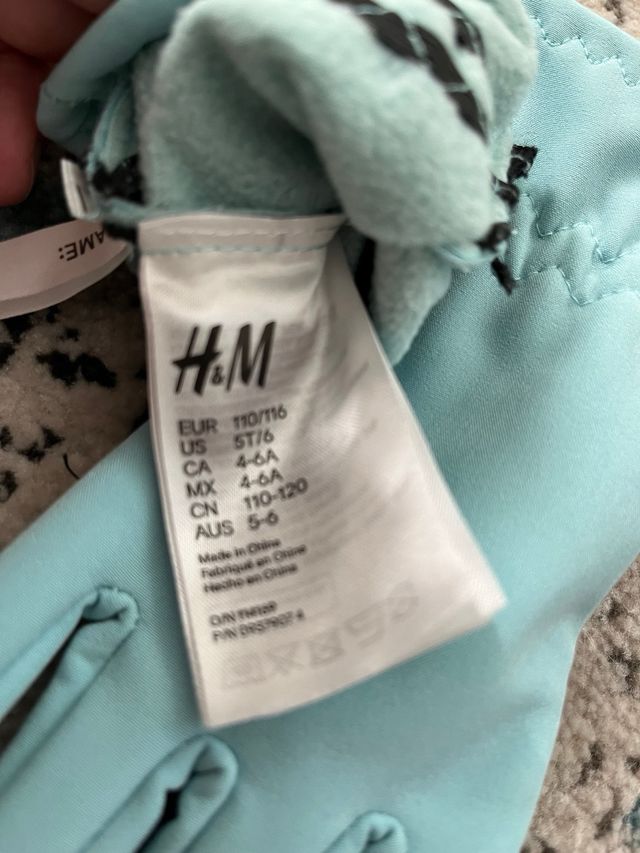 NAME:
H&M
EUR 110/116
US 5T/6
CA 4-6A
MX 4-6A
CN 110-120
AUS 5-6
Made in China
Fabriqué en Chine
Hecho en China